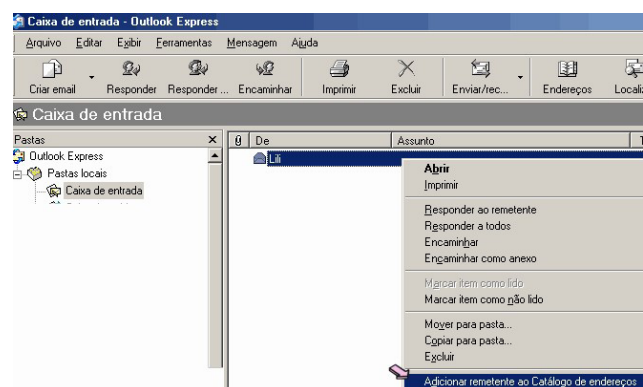 Caixa de entrada - Outlook Express
Arquivo Editar Exibir Ferramentas Mensagem Ajuda
Criar email Responder Responder ... Encaminhar Imprimir Excluir Enviar/rec... Endereços Locali
Caixa de entrada
Pastas × De Assunto
Outlook Express
Pastas locais
Caixa de entrada
Lili
Abrir
Imprimir
Responder ao remetente
Responder a todos
Encaminhar
Encaminhar como anexo
Marcar item como lido
Marcar item como não lido
Mover para pasta...
Copiar para pasta...
Excluir
Adicionar remetente ao Catálogo de endereços